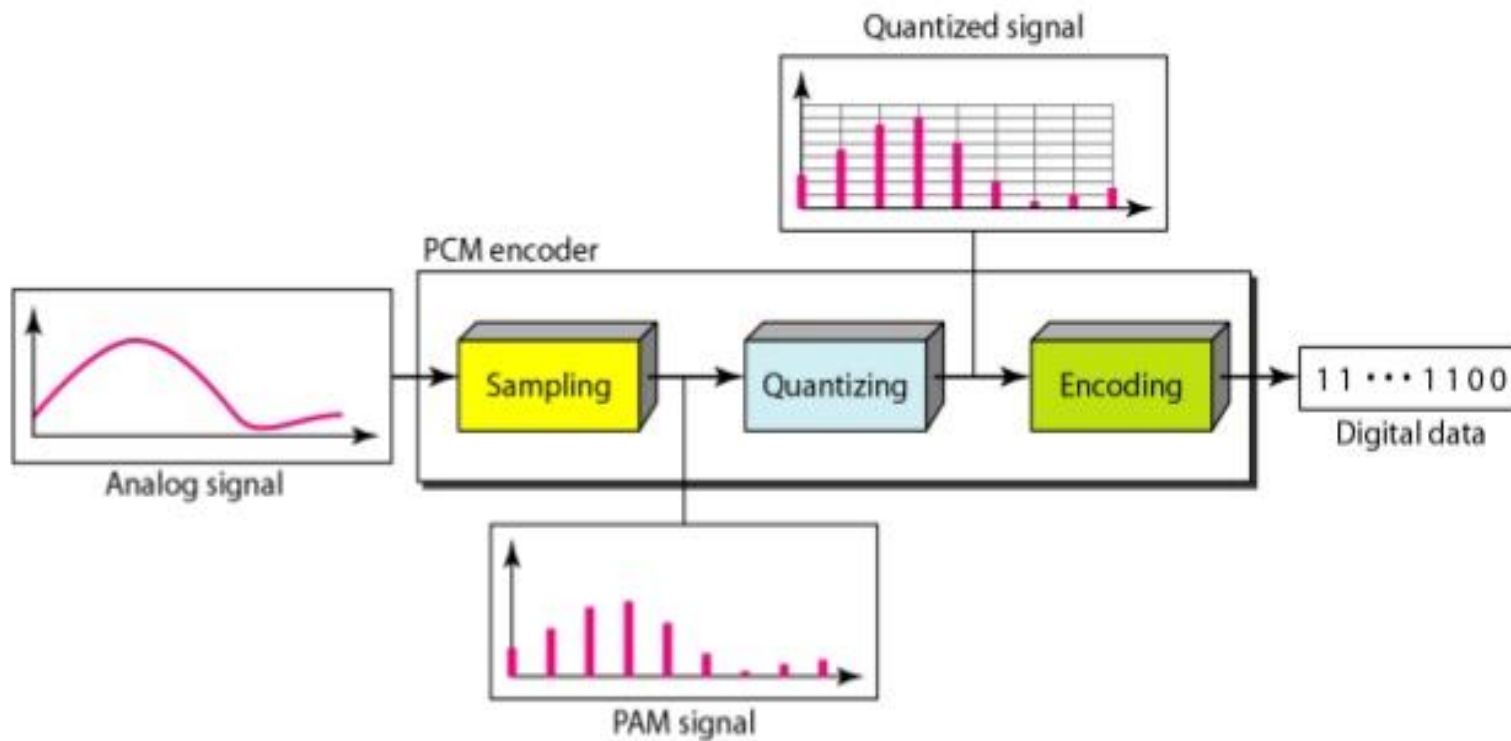 Quantized signal
PCM encoder
Sampling
Quantizing
Encoding
11 ··· 1100
Digital data
Analog signal
PAM signal